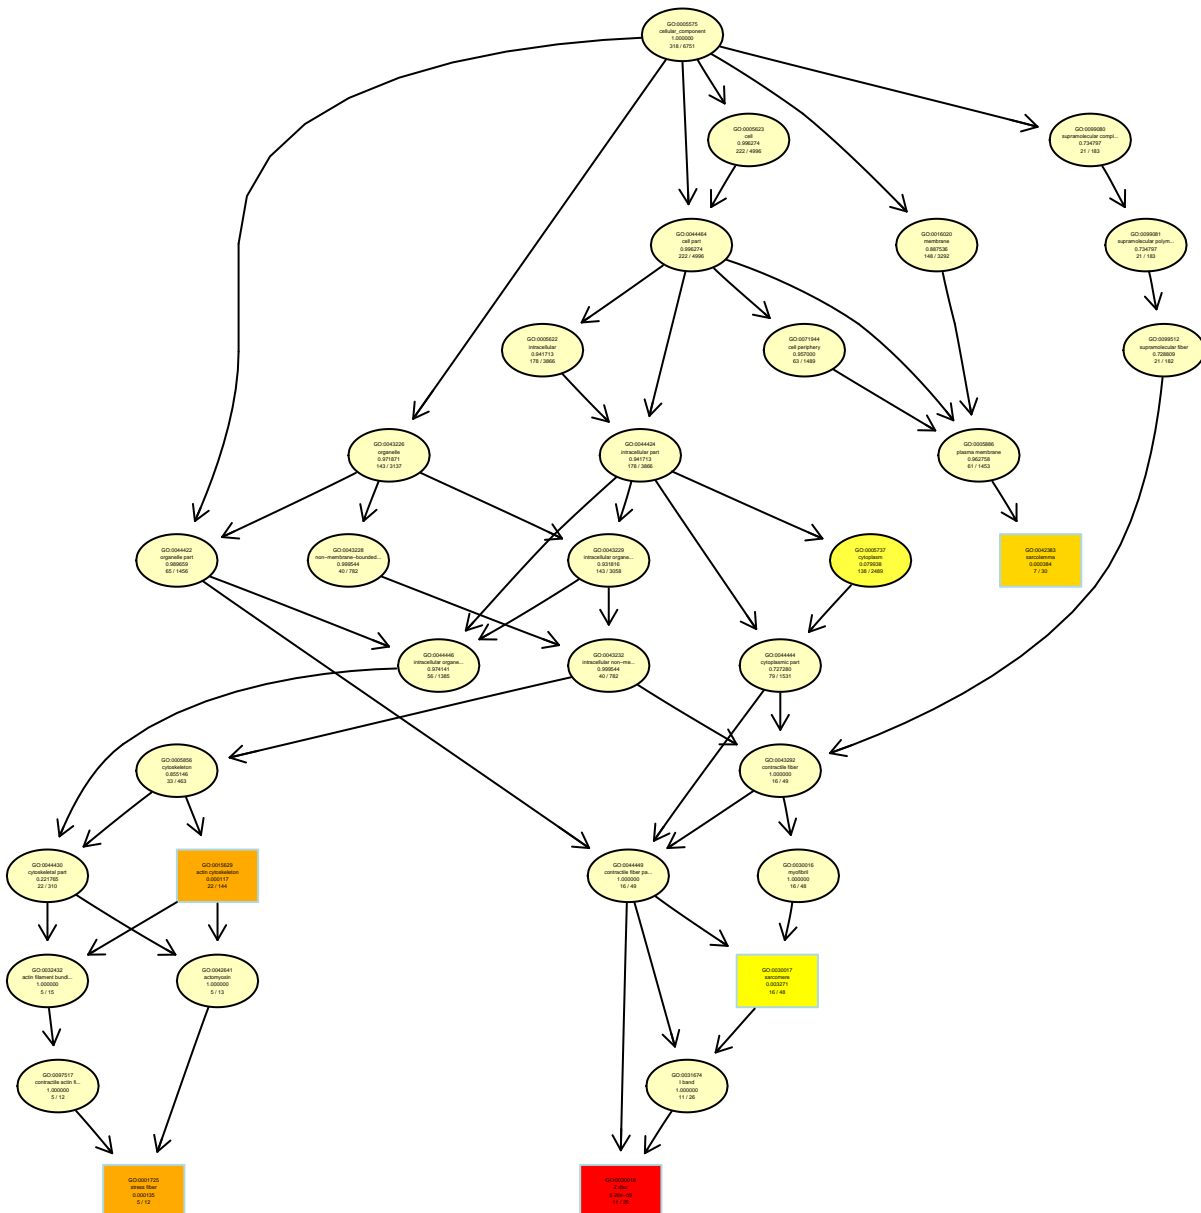 GO:0005575
cellular_component
1.000000
318 / 6751
GO:0005623
cell
0.996274
222 / 4996
GO:0099080
supramolecular compl...
0.734797
21 / 183
GO:0044464
cell part
0.996274
222 / 4996
GO:0016020
membrane
0.887536
148 / 3292
GO:0099081
supramolecular polym...
0.734797
21 / 183
GO:0005622
intracellular
0.941713
178 / 3866
GO:0071944
cell periphery
0.957000
63 / 1489
GO:0099512
supramolecular fiber
0.728809
21 / 182
GO:0043226
organelle
0.971871
143 / 3137
GO:0044424
intracellular part
0.941713
178 / 3866
GO:0005886
plasma membrane
0.962758
61 / 1453
GO:0044422
organelle part
0.989659
65 / 1456
GO:0043228
non−membrane−bounded...
0.999544
40 / 782
GO:0043229
intracellular organe...
0.931816
143 / 3058
GO:0005737
cytoplasm
0.079838
138 / 2489
GO:0042383
sarcolemma
0.000384
7 / 30
GO:0044446
intracellular organe...
0.974141
56 / 1385
GO:0043232
intracellular non−me...
0.999544
40 / 782
GO:0044444
cytoplasmic part
0.727280
79 / 1531
GO:0005856
cytoskeleton
0.855146
33 / 463
GO:0043292
contractile fiber
1.000000
16 / 49
GO:0044430
cytoskeletal part
0.221765
22 / 310
GO:0015629
actin cytoskeleton
0.000117
22 / 144
GO:0044449
contractile fiber pa...
1.000000
16 / 49
GO:0030016
myofibril
1.000000
16 / 48
GO:0032432
actin filament bundl...
1.000000
5 / 15
GO:0042641
actomyosin
1.000000
5 / 13
GO:0030017
sarcomere
0.003271
16 / 48
GO:0097517
contractile actin fi...
1.000000
5 / 12
GO:0031674
I band
1.000000
11 / 26
GO:0001725
stress fiber
0.000135
5 / 12
GO:0030018
Z disc